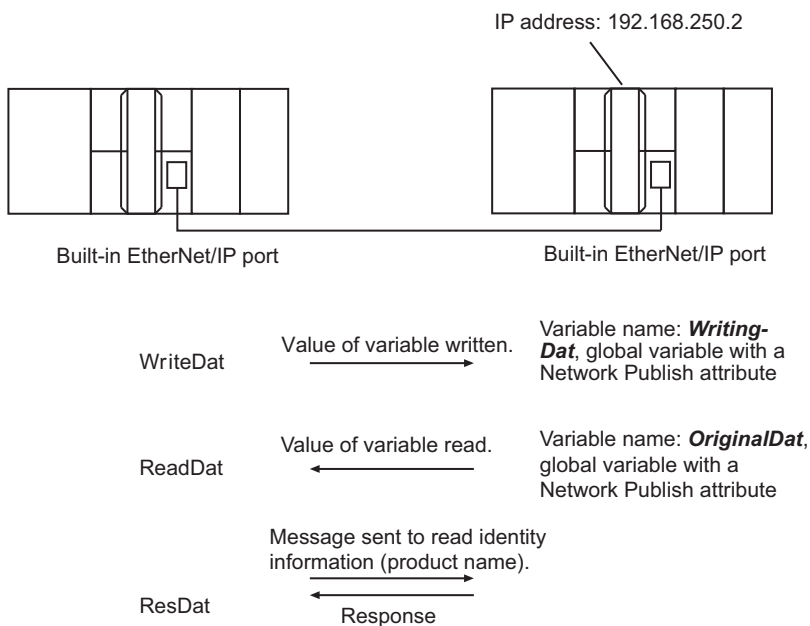 IP address: 192.168.250.2
Built-in EtherNet/IP port
Built-in EtherNet/IP port
WriteDat
Value of variable written.
Variable name: Writing-
Dat, global variable with a
Network Publish attribute
ReadDat
Value of variable read.
Variable name: OriginalDat,
global variable with a
Network Publish attribute
Message sent to read identity
information (product name).
ResDat
Response